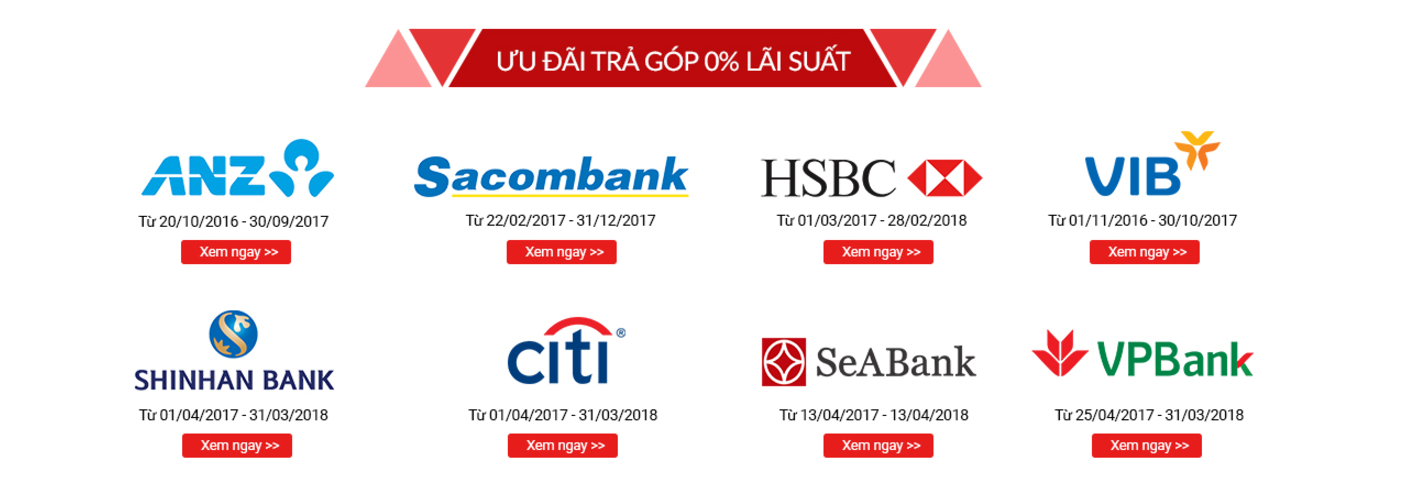 ƯU ĐÃI TRẢ GÓP 0% LÃI SUẤT
ANZ
Từ 20/10/2016 - 30/09/2017
Xem ngay >>
Sacombank
Từ 22/02/2017 - 31/12/2017
Xem ngay >>
HSBC
Từ 01/03/2017 - 28/02/2018
Xem ngay >>
VIB
Từ 01/11/2016 - 30/10/2017
Xem ngay >>
SHINHAN BANK
Từ 01/04/2017 - 31/03/2018
Xem ngay >>
citi®
Từ 01/04/2017 - 31/03/2018
Xem ngay >>
SeABank
Từ 13/04/2017 - 13/04/2018
Xem ngay >>
VPBank
Từ 25/04/2017 - 31/03/2018
Xem ngay >>